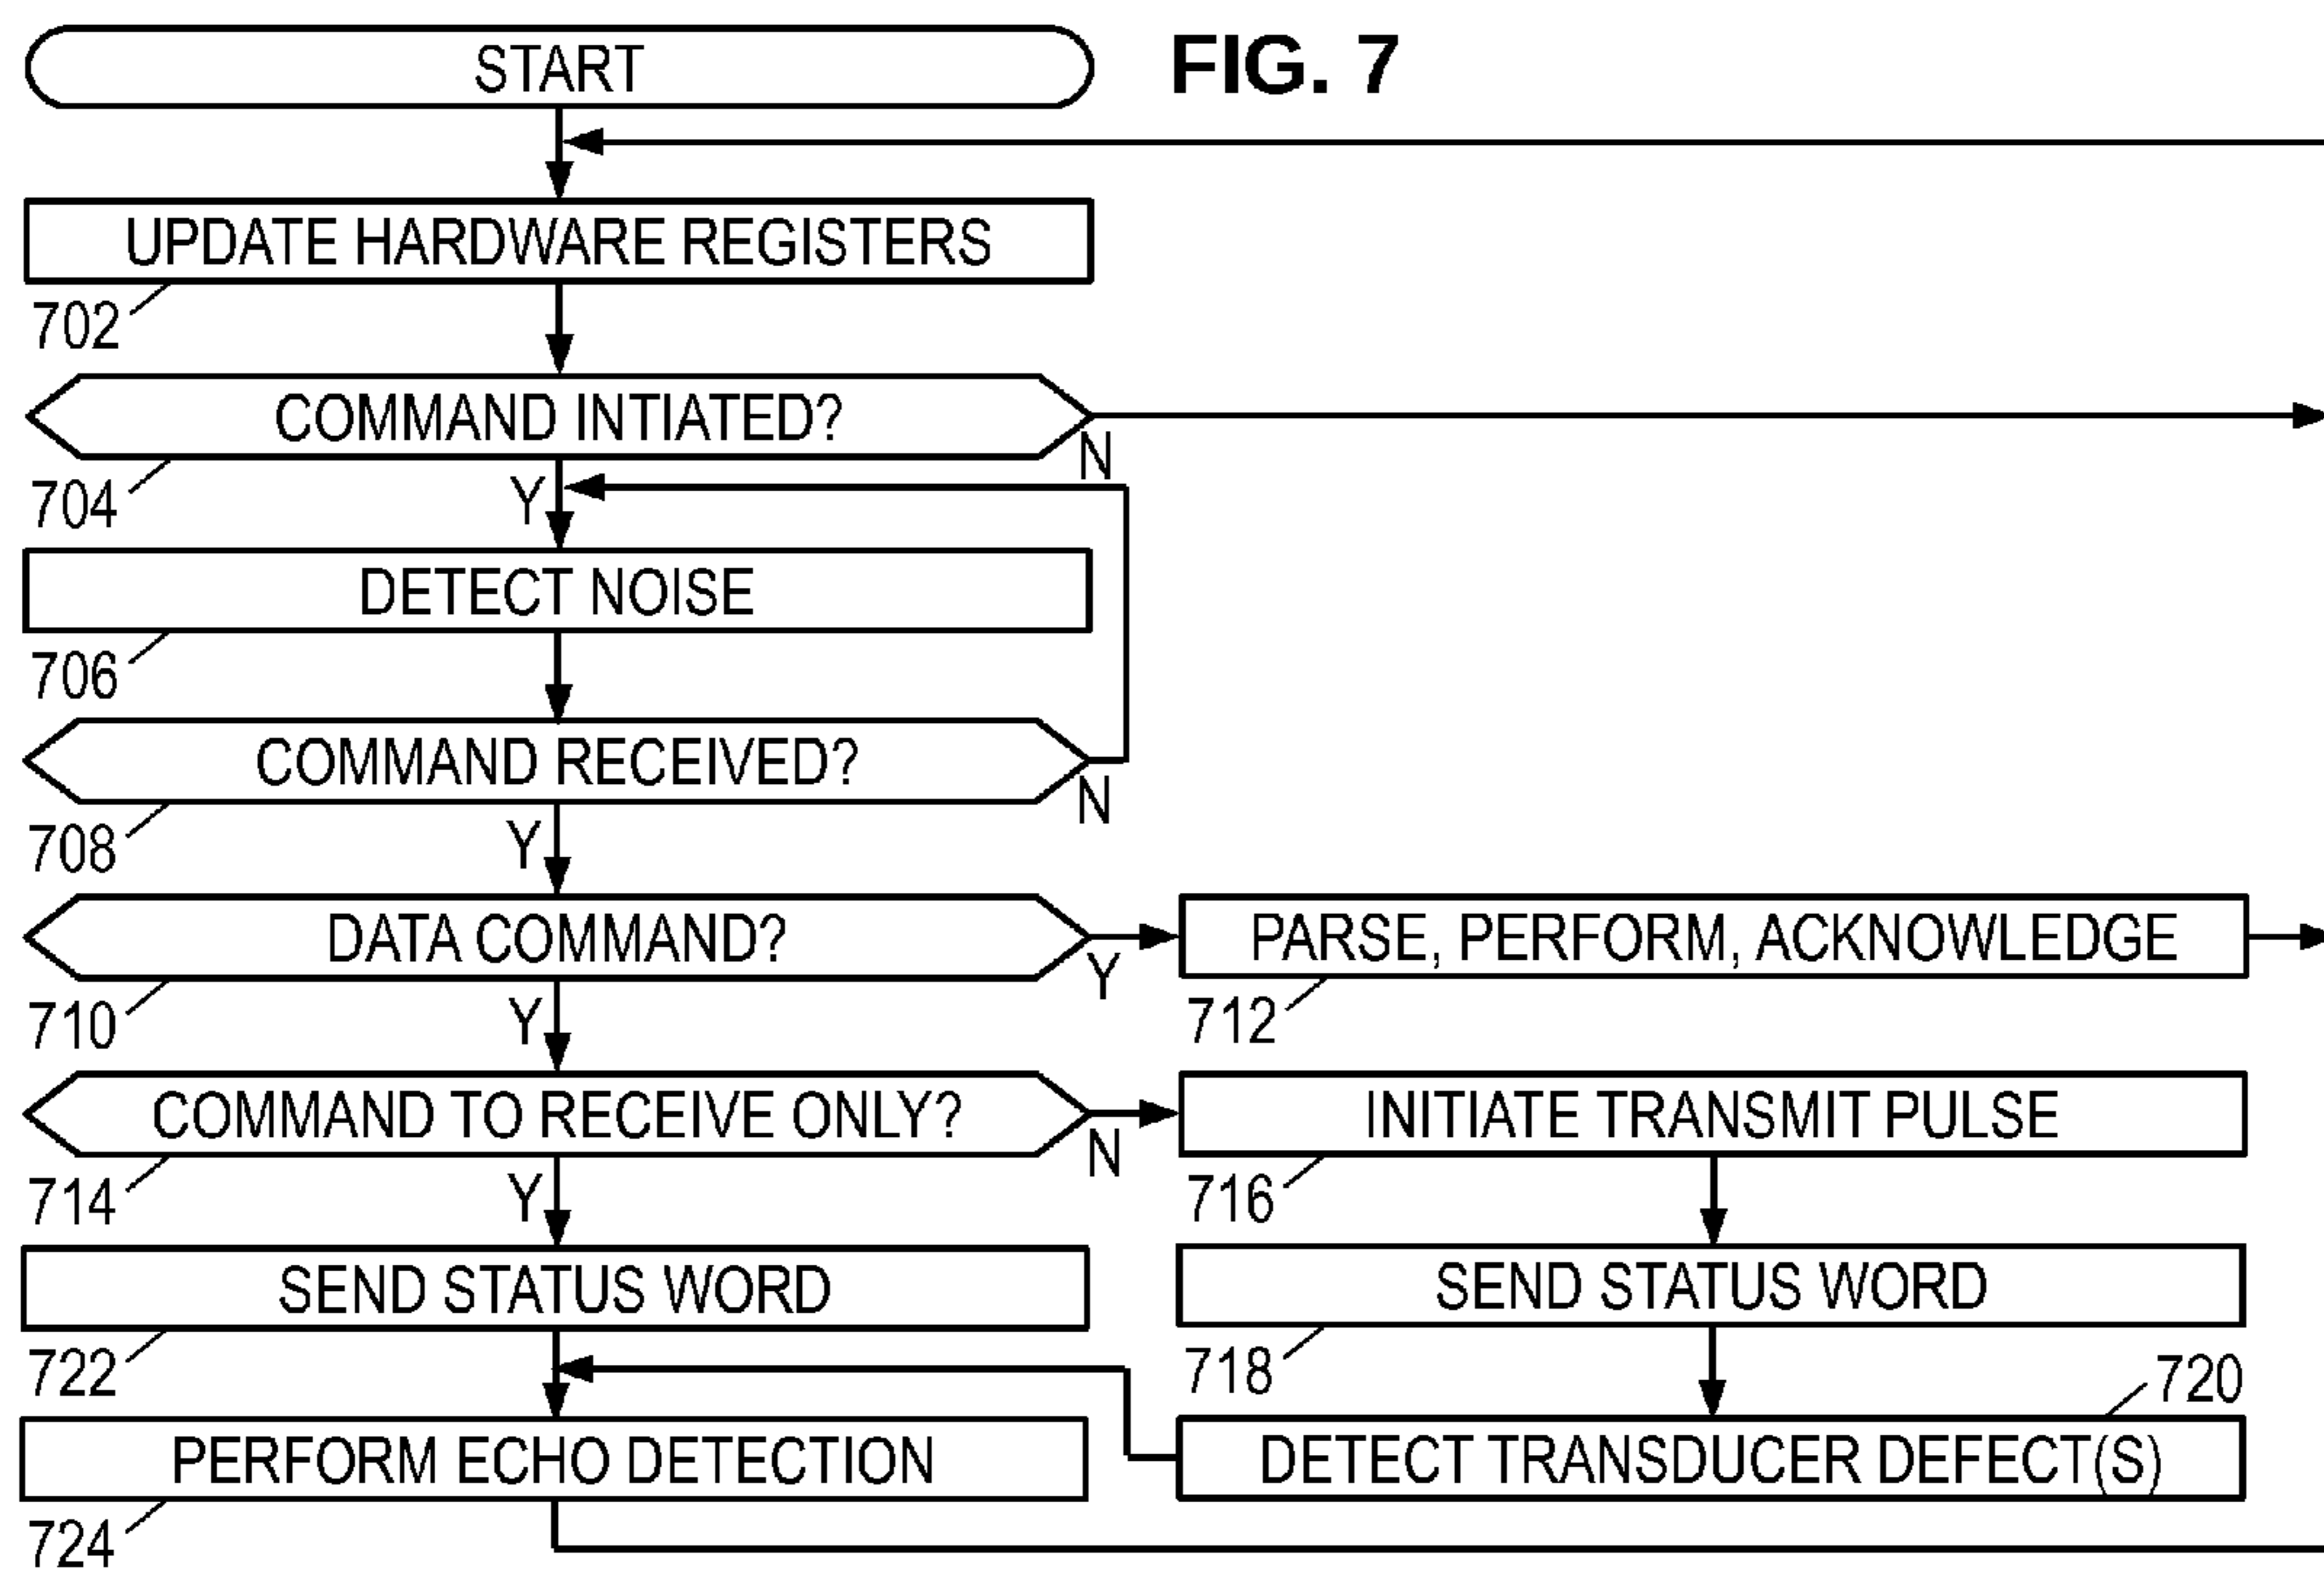 START
FIG. 7
UPDATE HARDWARE REGISTERS
702
COMMAND INTIATED?
N
704
Y
DETECT NOISE
706
COMMAND RECEIVED?
N
708
Y
DATA COMMAND?
Y
PARSE, PERFORM, ACKNOWLEDGE
710
Y
712
COMMAND TO RECEIVE ONLY?
N
INITIATE TRANSMIT PULSE
714
Y
716
SEND STATUS WORD
SEND STATUS WORD
722
718
720
PERFORM ECHO DETECTION
DETECT TRANSDUCER DEFECT(S)
724